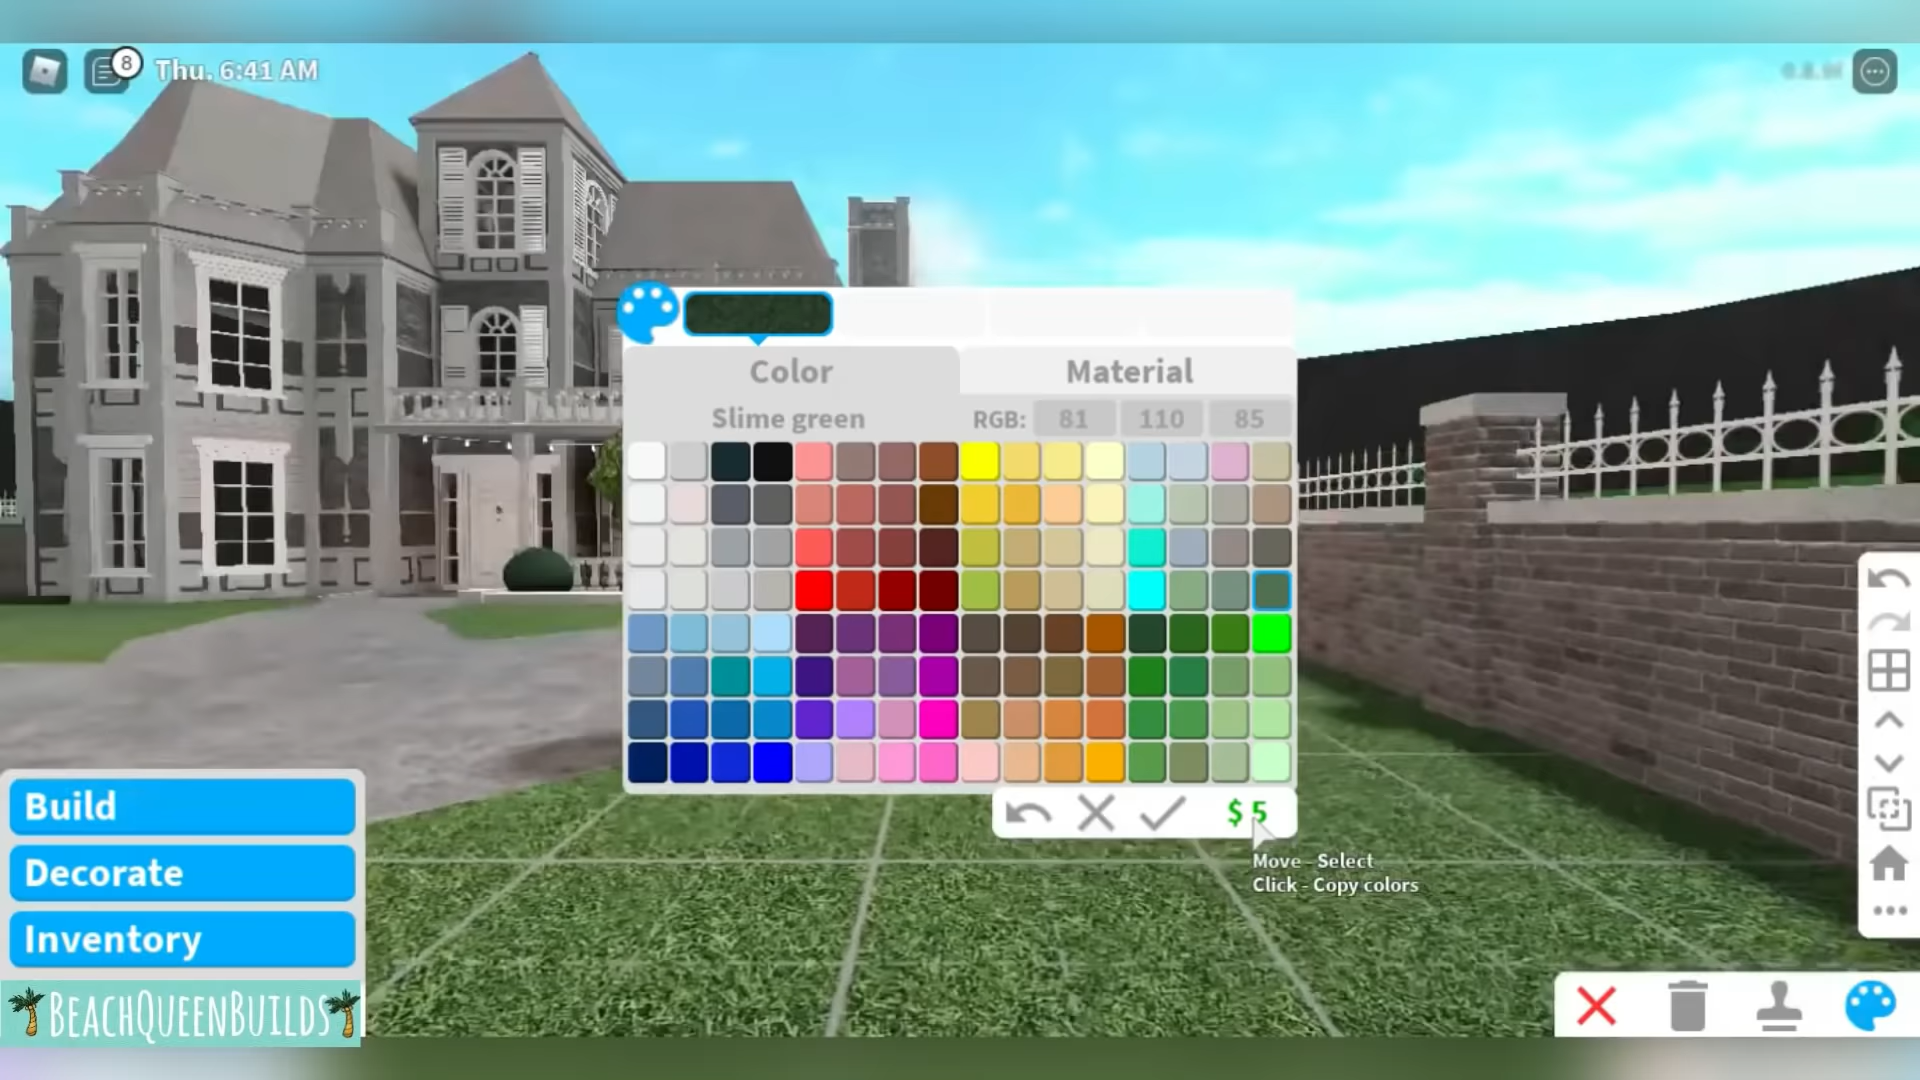 8
Thu. 6:41 AM
Color
Material
Slime green
RGB: 81 110 85
$ 5
Move - Select
Click - Copy colors
Build
Decorate
Inventory
BEACHQUEENBUILDS